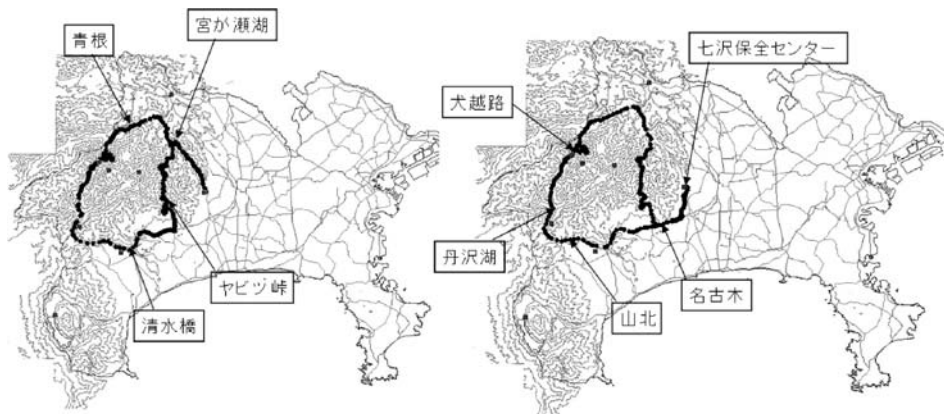 青根
宮が瀬湖
ヤビツ峠
清水橋
七沢保全センター
犬越路
丹沢湖
山北
名古木